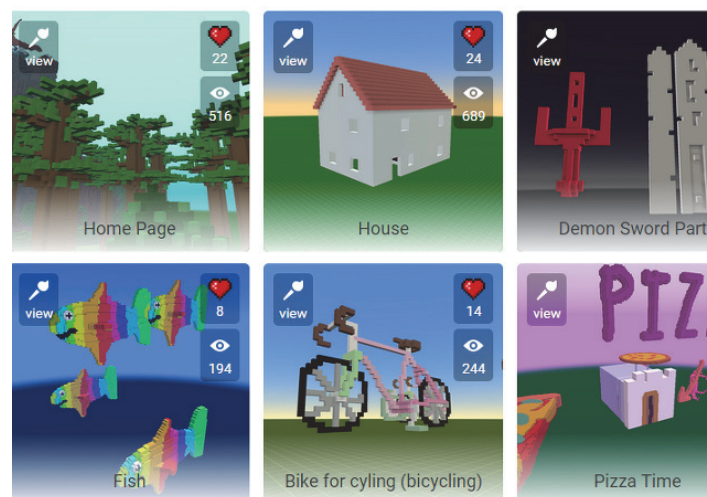 view
22
516
Home Page
view
24
689
House
view
Demon Sword Part
view
8
194
Fish
view
14
244
Bike for cyling (bicycling)
PIZ
view
Pizza Time